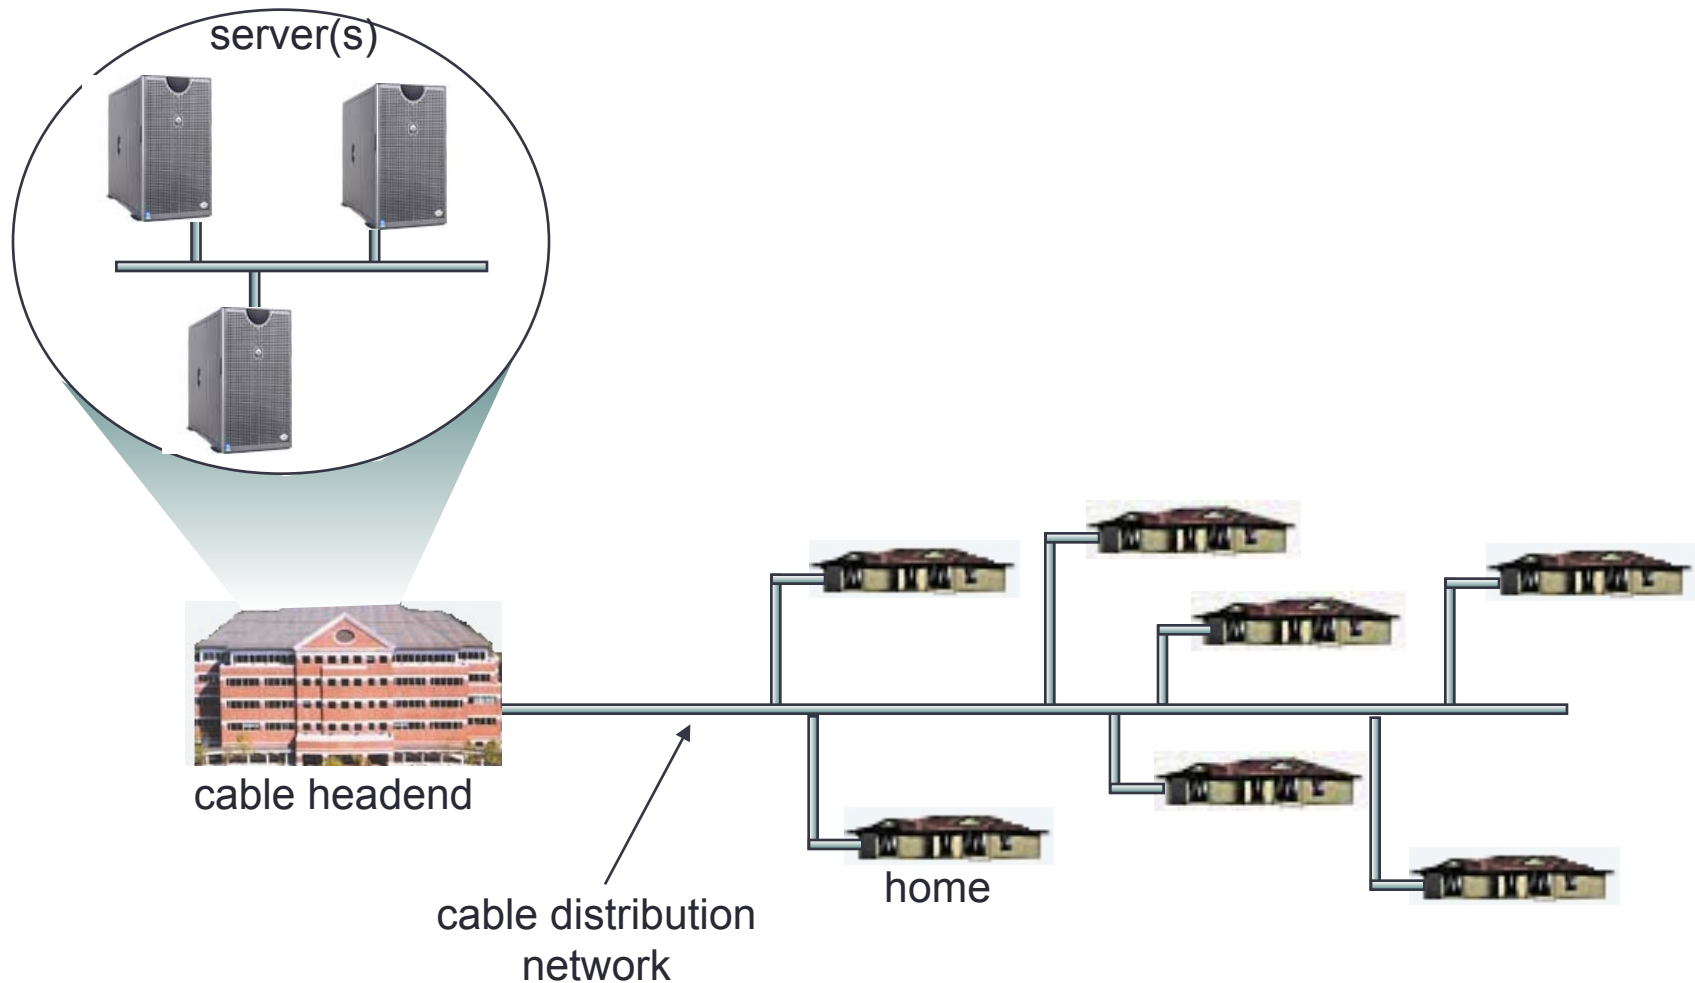 server(s)
cable headend
home
cable distribution
network